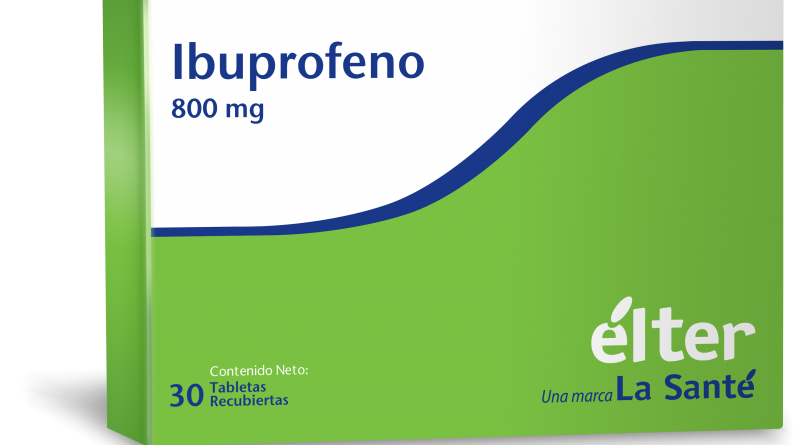 Ibuprofeno
800 mg
élter
Una marca La Santé
Contenido Neto:
30 Tabletas
Recubiertas